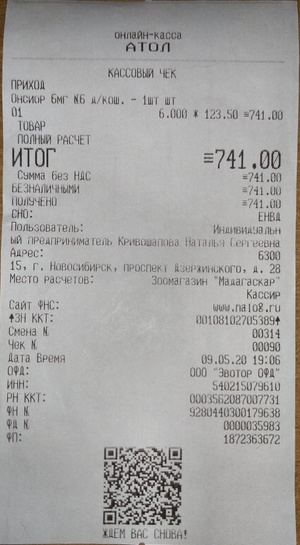 онлайн-касса
АТОЛ
КАССОВЫЙ ЧЕК
ПРИХОД
Онсиор 6мг №6 д/кош. - 1шт шт
01 6.000 * 123.50 ≡741.00
ТОВАР
ПОЛНЫЙ РАСЧЕТ
ИТОГ ≡741.00
Сумма без НДС ≡741.00
БЕЗНАЛИЧНЫМИ ≡741.00
ПОЛУЧЕНО ≡741.00
СНО: ЕНВД
Пользователь: Индивидуальн
ый предприниматель Кривошапова Наталья Сергеевна
Адрес: 6300
15, г. Новосибирск, проспект Дзержинского, д. 28
Место расчетов: Зоомагазин "Мадагаскар"
Кассир
Сайт ФНС: www.nalog.ru
ЗН ККТ: 00108102705389
Смена № 00314
Чек № 00090
Дата Время 09.05.20 19:06
ОФД: ООО "Эвотор ОФД"
ИНН: 540215079610
РН ККТ: 0003562087007731
ФН № 9280440300179638
ФД № 0000035983
ФП: 1872363672
ЖДЕМ ВАС СНОВА!